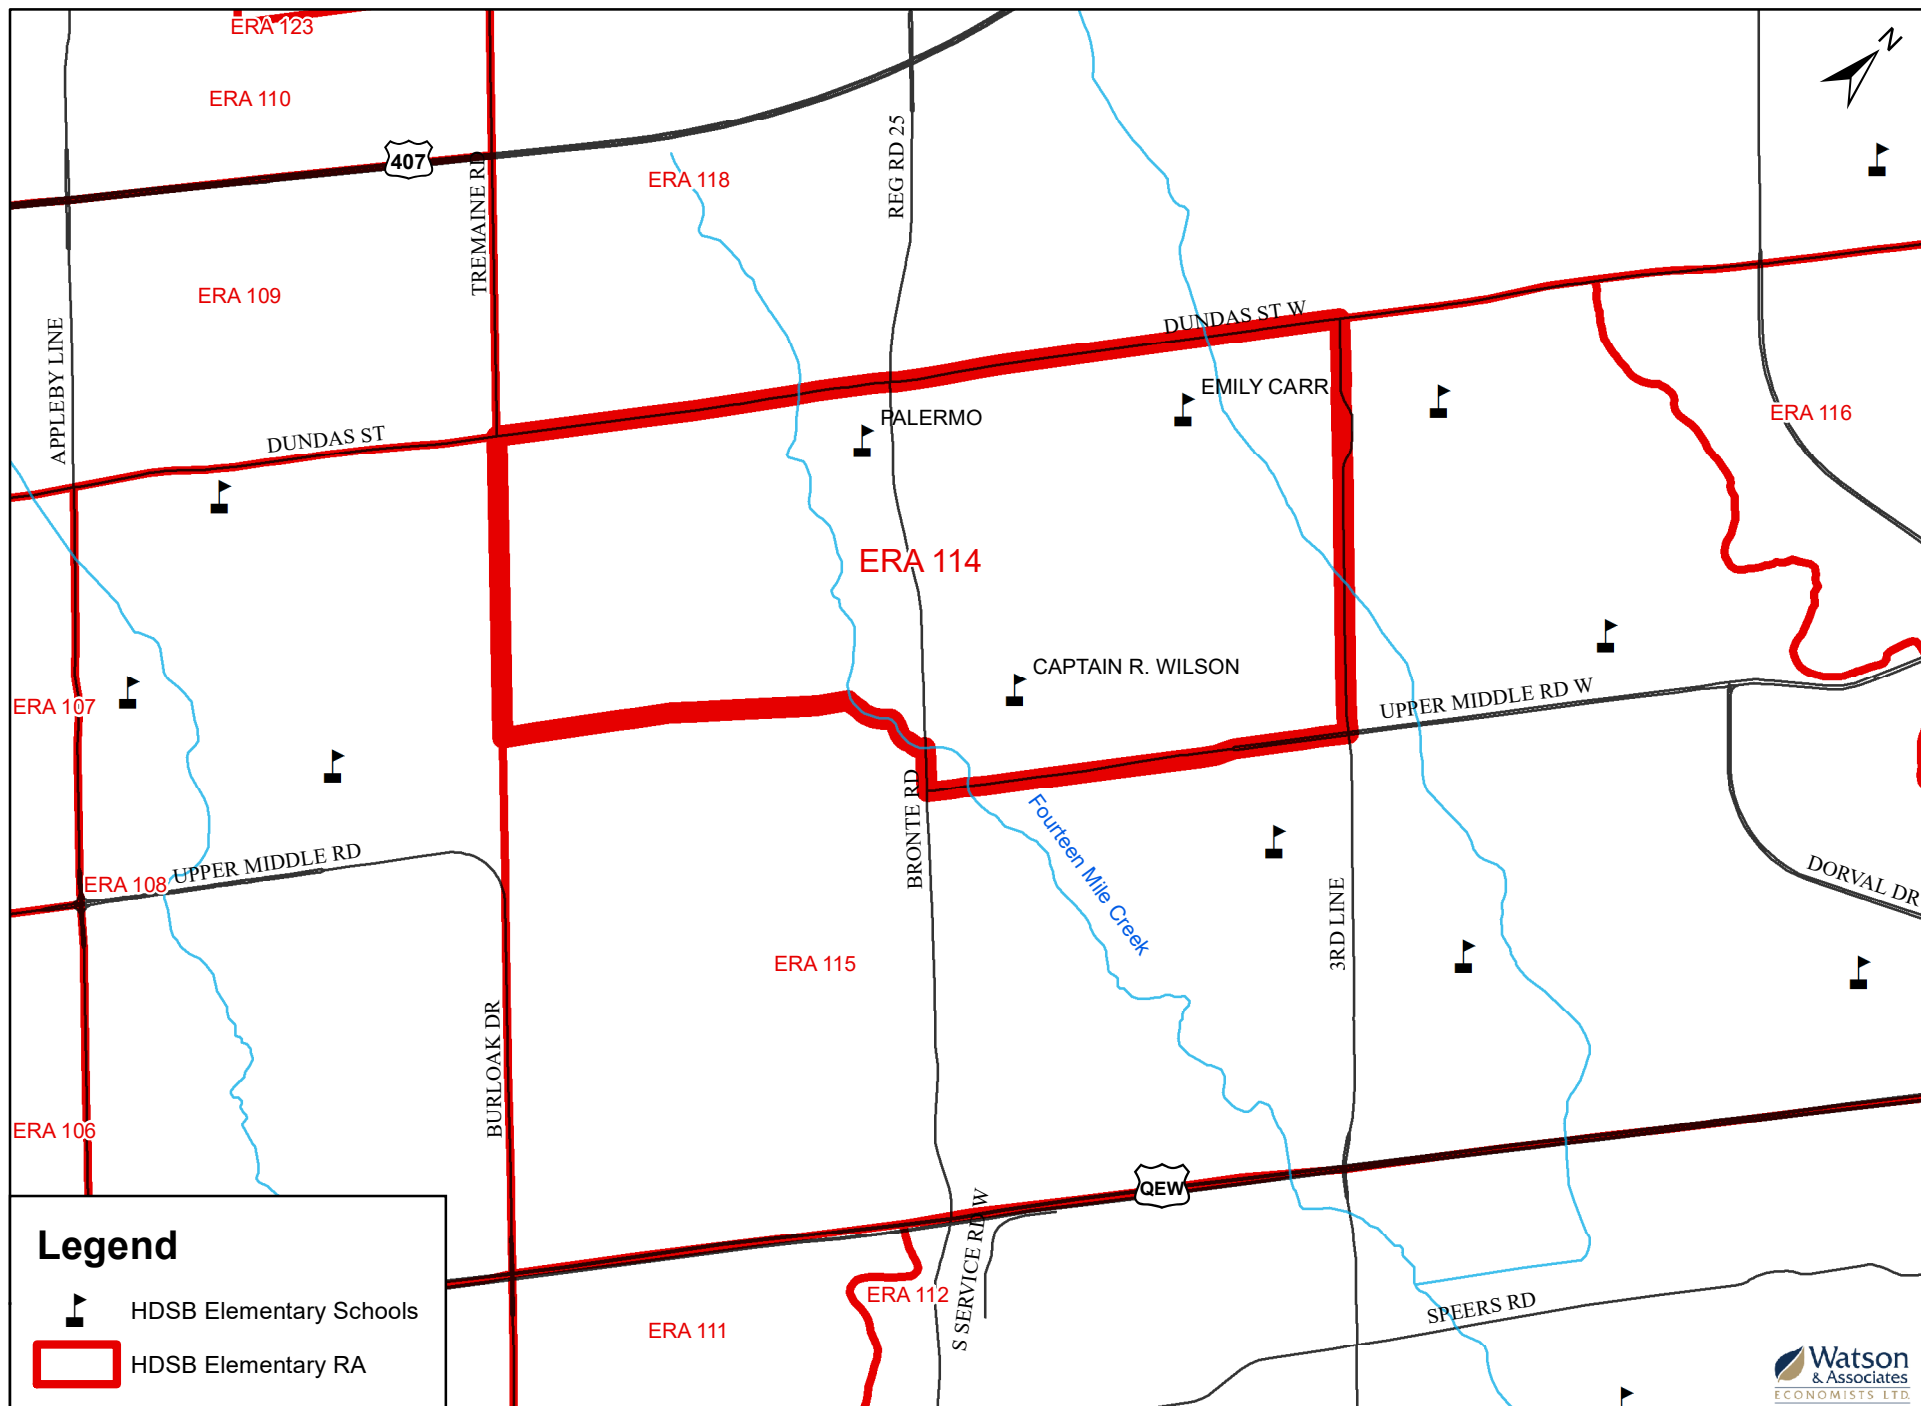 ERA 123
ERA 110
407
TREMAINE RD
ERA 118
REG RD 25
N
ERA 109
APPLEBY LINE
DUNDAS ST
DUNDAS ST W
EMILY CARR
PALERMO
ERA 116
ERA 114
CAPTAIN R. WILSON
ERA 107
UPPER MIDDLE RD W
BRONTE RD
Fourteen Mile Creek
ERA 108
UPPER MIDDLE RD
DORVAL DR
3RD LINE
ERA 115
BURLOAK DR
ERA 106
QEW
S SERVICE RD W
ERA 112
ERA 111
SPEERS RD
Legend
HDSB Elementary Schools
HDSB Elementary RA
Watson
& Associates
ECONOMISTS LTD.